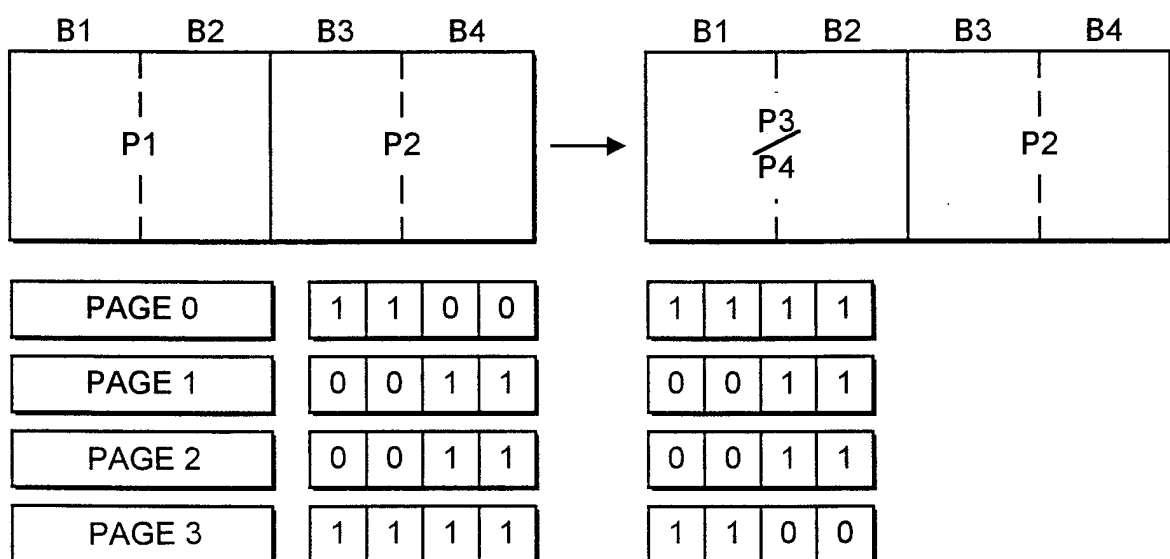 B1 B2 B3 B4 B1 B2 B3 B4
P1 P2 P3 P2
P4
PAGE 0 1 1 0 0 1 1 1 1
PAGE 1 0 0 1 1 0 0 1 1
PAGE 2 0 0 1 1 0 0 1 1
PAGE 3 1 1 1 1 1 1 0 0